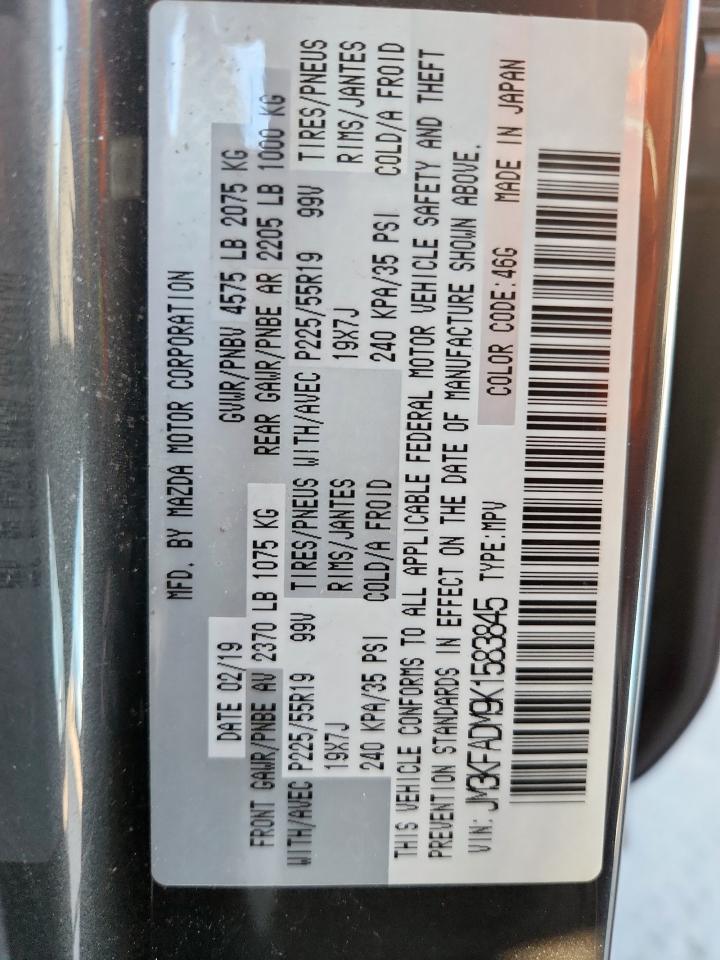 MFD. BY MAZDA MOTOR CORPORATION
DATE 02/19 GVWR/PNBV 4575 LB 2075 KG
FRONT GAWR/PNBE AV 2370 LB 1075 KG REAR GAWR/PNBE AR 2205 LB 1000 KG
WITH/AVEC P225/55R19 99V TIRES/PNEUS WITH/AVEC P225/55R19 99V TIRES/PNEUS
19X7J RIMS/JANTES 19X7J RIMS/JANTES
240 KPA/35 PSI COLD/A FROID 240 KPA/35 PSI COLD/A FROID
THIS VEHICLE CONFORMS TO ALL APPLICABLE FEDERAL MOTOR VEHICLE SAFETY AND THEFT
PREVENTION STANDARDS IN EFFECT ON THE DATE OF MANUFACTURE SHOWN ABOVE.
VIN: JM3KFADM9K1583845 TYPE:MPV COLOR CODE:46G MADE IN JAPAN